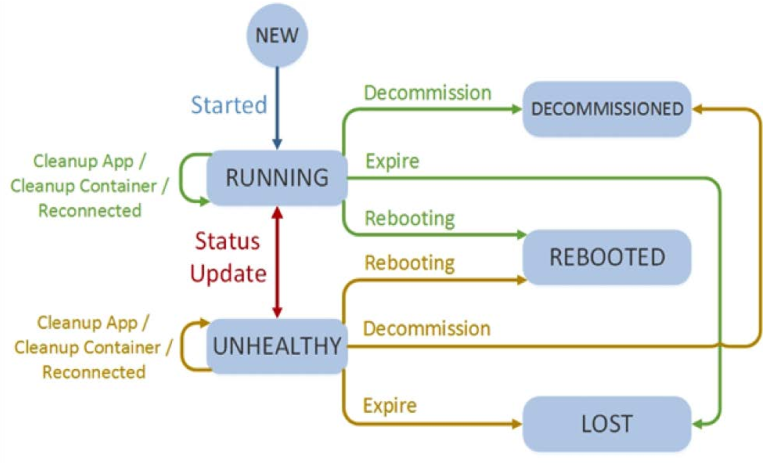 NEW
Started
Decommission
DECOMMISSIONED
Cleanup App /
Cleanup Container /
Reconnected
RUNNING
Expire
Rebooting
Status
Update
REBOOTED
Rebooting
Cleanup App /
Cleanup Container /
Reconnected
UNHEALTHY
Decommission
Expire
LOST